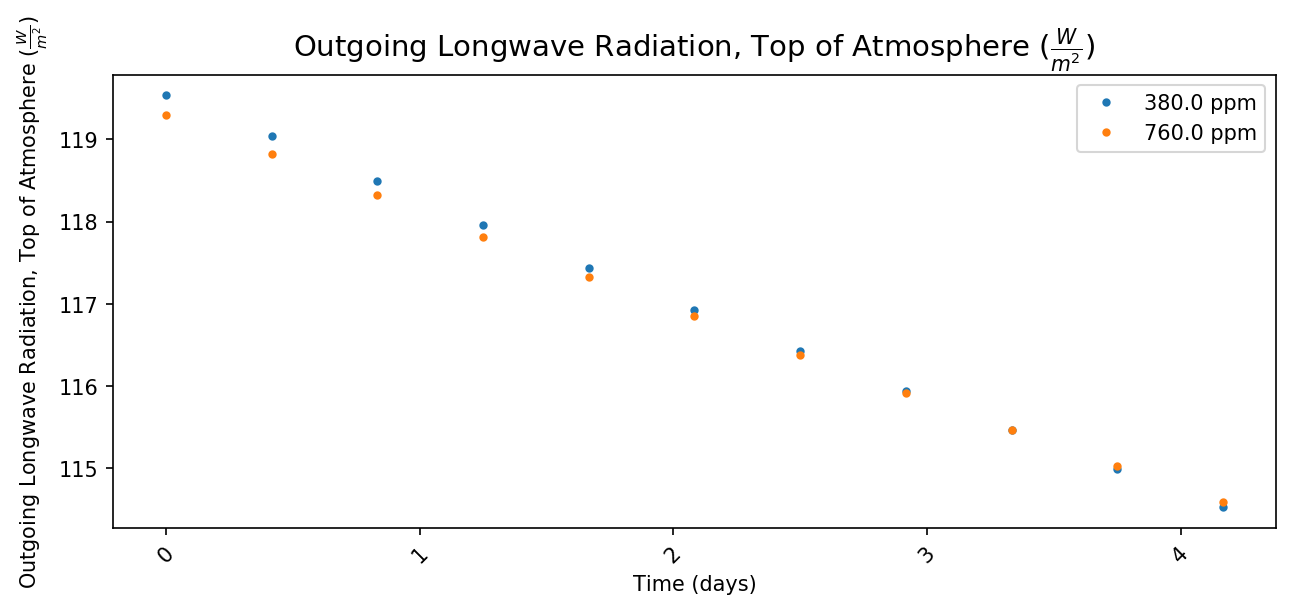 Outgoing Longwave Radiation, Top of Atmosphere (W/m²)
380.0 ppm
760.0 ppm
Outgoing Longwave Radiation, Top of Atmosphere (W/m²)
119
118
117
116
115
0 1 2 3 4
Time (days)